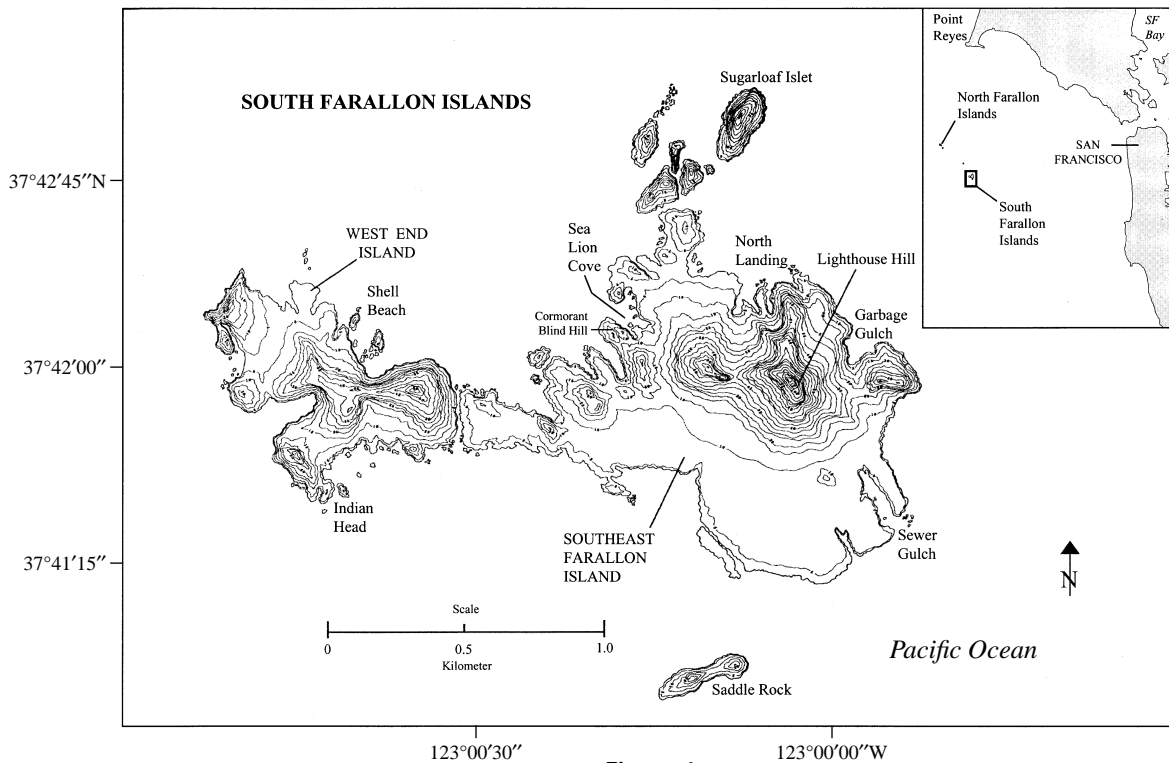 Point
Reyes
SF
Bay
North Farallon
Islands
SAN
FRANCISCO
South
Farallon
Islands
SOUTH FARALLON ISLANDS
Sugarloaf Islet
37°42′45″N
WEST END
ISLAND
Sea
Lion
Cove
North
Landing
Lighthouse Hill
Shell
Beach
Cormorant
Blind Hill
Garbage
Gulch
37°42′00″
Indian
Head
SOUTHEAST
FARALLON
ISLAND
Sewer
Gulch
37°41′15″
N
Scale
0
0.5
1.0
Kilometer
Pacific Ocean
Saddle Rock
123°00′30″
123°00′00″W